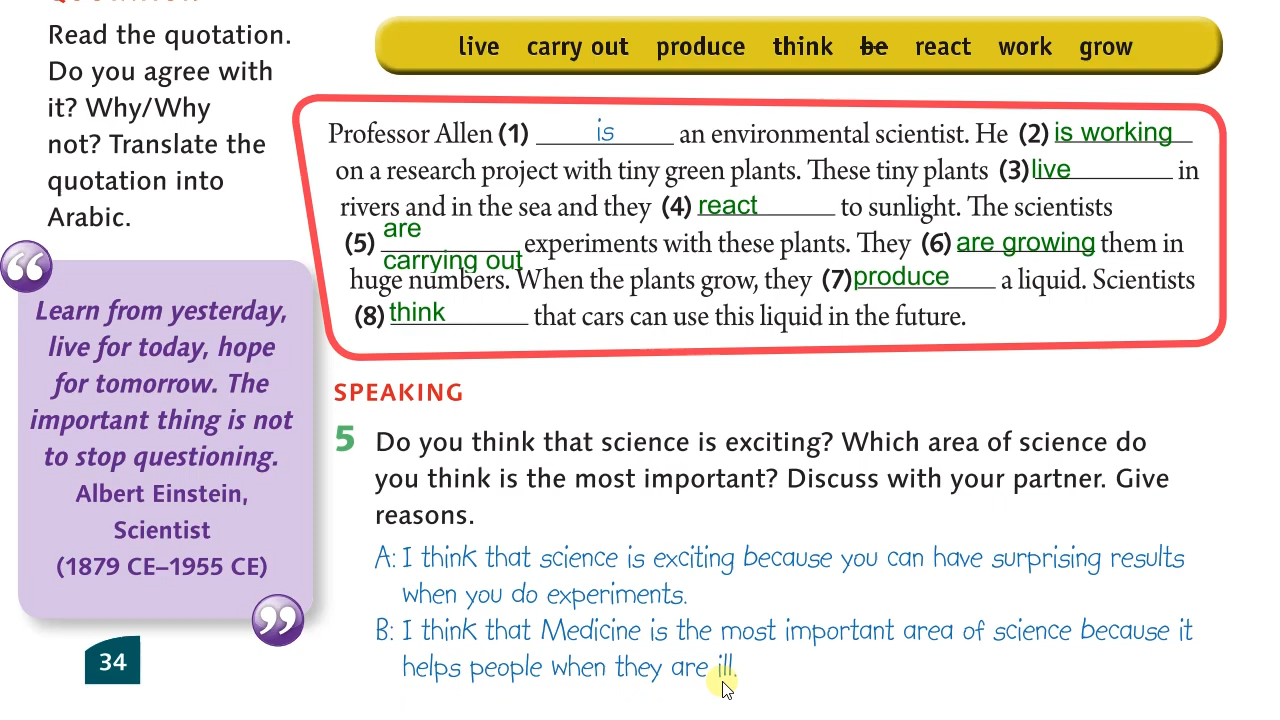 Read the quotation.
Do you agree with
it? Why/Why
not? Translate the
quotation into
Arabic.
Learn from yesterday,
live for today, hope
for tomorrow. The
important thing is not
to stop questioning.
Albert Einstein,
Scientist
(1879 CE–1955 CE)
34
live carry out produce think be react work grow
Professor Allen (1) is an environmental scientist. He (2) is working
on a research project with tiny green plants. These tiny plants (3) live in
rivers and in the sea and they (4) react to sunlight. The scientists
(5) are carrying out experiments with these plants. They (6) are growing them in
huge numbers. When the plants grow, they (7) produce a liquid. Scientists
(8) think that cars can use this liquid in the future.
SPEAKING
5 Do you think that science is exciting? Which area of science do
you think is the most important? Discuss with your partner. Give
reasons.
A: I think that science is exciting because you can have surprising results
when you do experiments.
B: I think that Medicine is the most important area of science because it
helps people when they are ill.